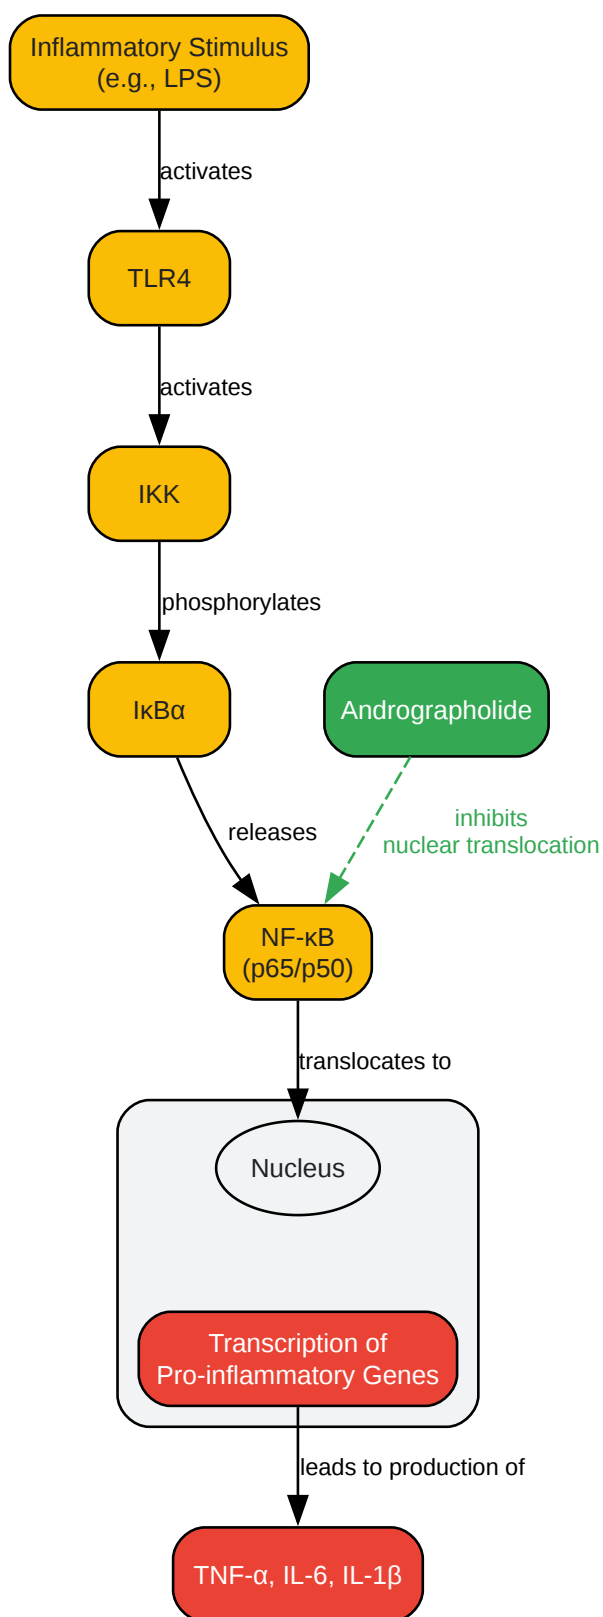 Inflammatory Stimulus
(e.g., LPS)
activates
TLR4
activates
IKK
phosphorylates
IκBα
Andrographolide
releases
inhibits
nuclear translocation
NF-κB
(p65/p50)
translocates to
Nucleus
Transcription of
Pro-inflammatory Genes
leads to production of
TNF-α, IL-6, IL-1β